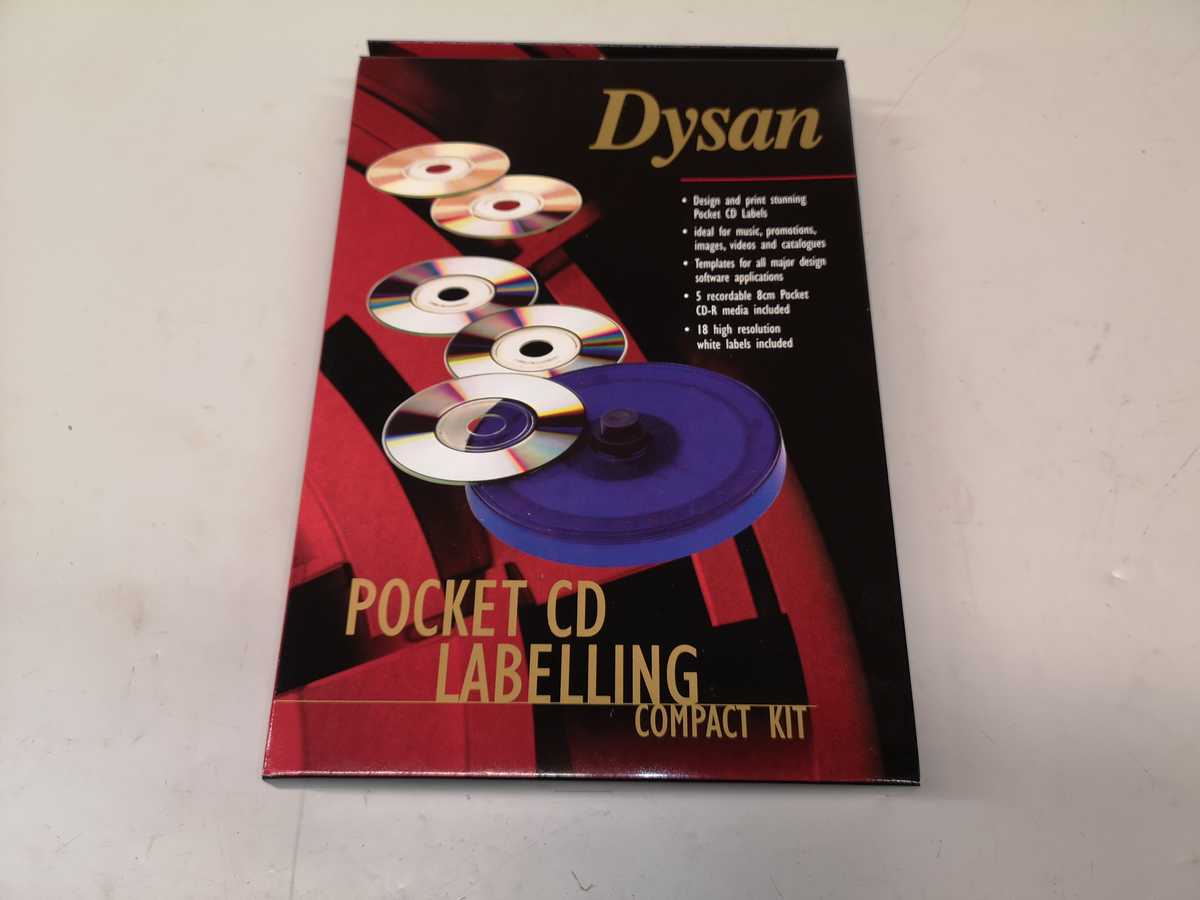 Dysan
• Design and print stunning
Pocket CD Labels
• ideal for music, promotions,
images, videos and catalogues
• Templates for all major design
software applications
• 5 recordable 8cm Pocket
CD-R media included
• 18 high resolution
white labels included
POCKET CD
LABELLING
COMPACT KIT